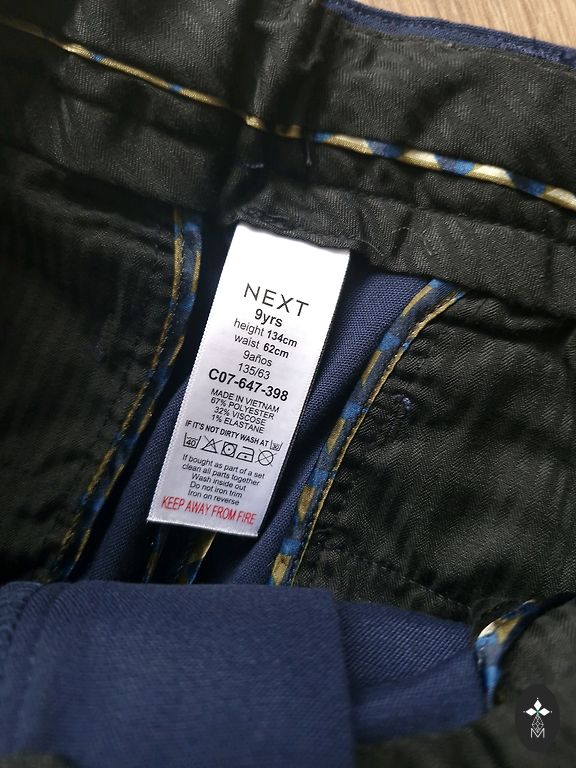 NEXT
9yrs
height 134cm
waist 62cm
9años
135/63
C07-647-398
MADE IN VIETNAM
67% POLYESTER
32% VISCOSE
1% ELASTANE
IF IT'S NOT DIRTY WASH AT 30
40
If bought as part of a set
clean all parts together
Wash inside out
Do not iron trim
Iron on reverse
KEEP AWAY FROM FIRE
M